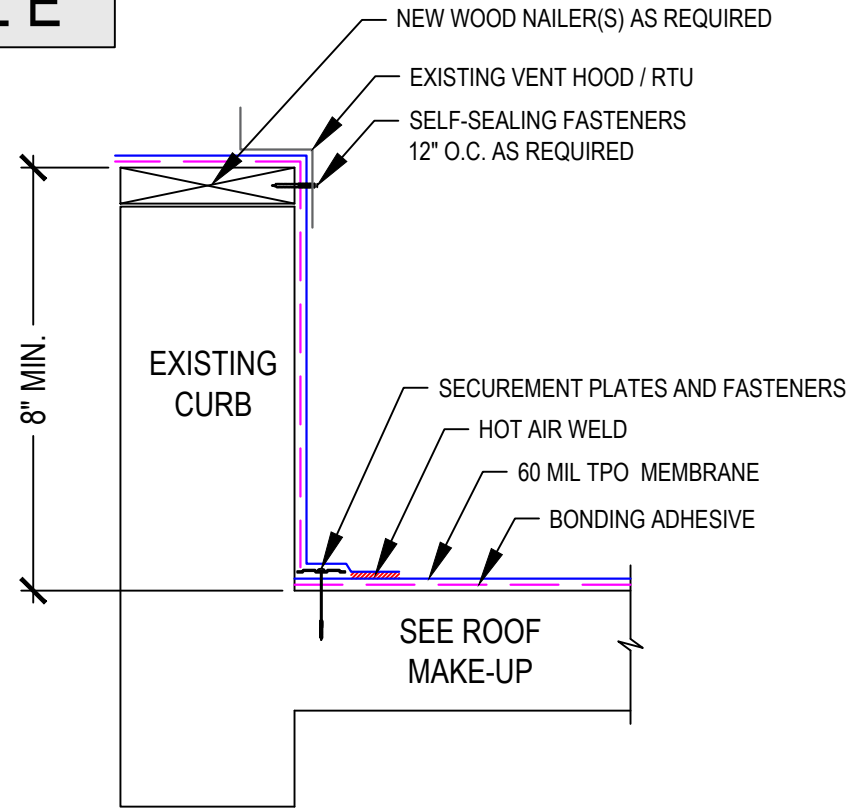 NEW WOOD NAILER(S) AS REQUIRED
EXISTING VENT HOOD / RTU
SELF-SEALING FASTENERS
12" O.C. AS REQUIRED
8" MIN.
EXISTING
CURB
SECUREMENT PLATES AND FASTENERS
HOT AIR WELD
60 MIL TPO MEMBRANE
BONDING ADHESIVE
SEE ROOF
MAKE-UP